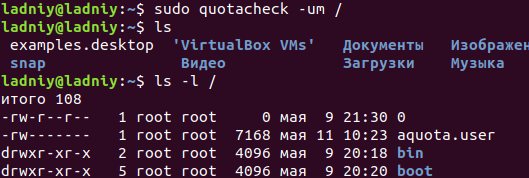 ladniy@ladniy:~$ sudo quotacheck -um /
ladniy@ladniy:~$ ls
examples.desktop 'VirtualBox VMs' Документы Изображен
snap Видео Загрузки Музыка
ladniy@ladniy:~$ ls -l /
итого 108
-rw-r--r-- 1 root root 0 мая 9 21:30 0
-rw------- 1 root root 7168 мая 11 10:23 aquota.user
drwxr-xr-x 2 root root 4096 мая 9 20:18 bin
drwxr-xr-x 5 root root 4096 мая 9 20:20 boot